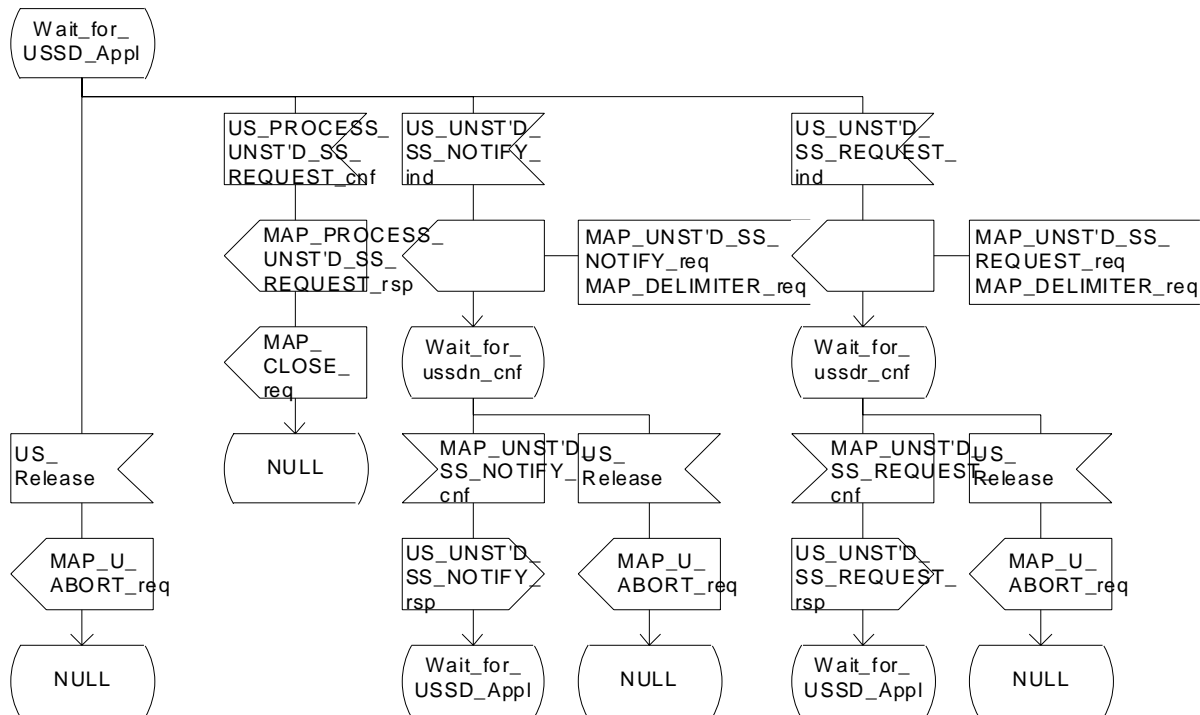 Wait_for_
USSD_Appl
US_PROCESS_
UNST'D_SS_
REQUEST_cnf
US_UNST'D_
SS_NOTIFY_
ind
US_UNST'D_
SS_REQUEST_
ind
MAP_PROCESS_
UNST'D_SS_
REQUEST_rsp
MAP_UNST'D_SS_
NOTIFY_req
MAP_DELIMITER_req
MAP_UNST'D_SS_
REQUEST_req
MAP_DELIMITER_req
MAP_
CLOSE_
req
Wait_for_
ussdn_cnf
Wait_for_
ussdr_cnf
US_
Release
NULL
MAP_UNST'D_
SS_NOTIFY_
cnf
US_
Release
MAP_UNST'D_
SS_REQUEST_
cnf
US_
Release
MAP_U_
ABORT_req
US_UNST'D_
SS_NOTIFY_
rsp
MAP_U_
ABORT_req
US_UNST'D_
SS_REQUEST_
rsp
MAP_U_
ABORT_req
NULL
Wait_for_
USSD_Appl
NULL
Wait_for_
USSD_Appl
NULL